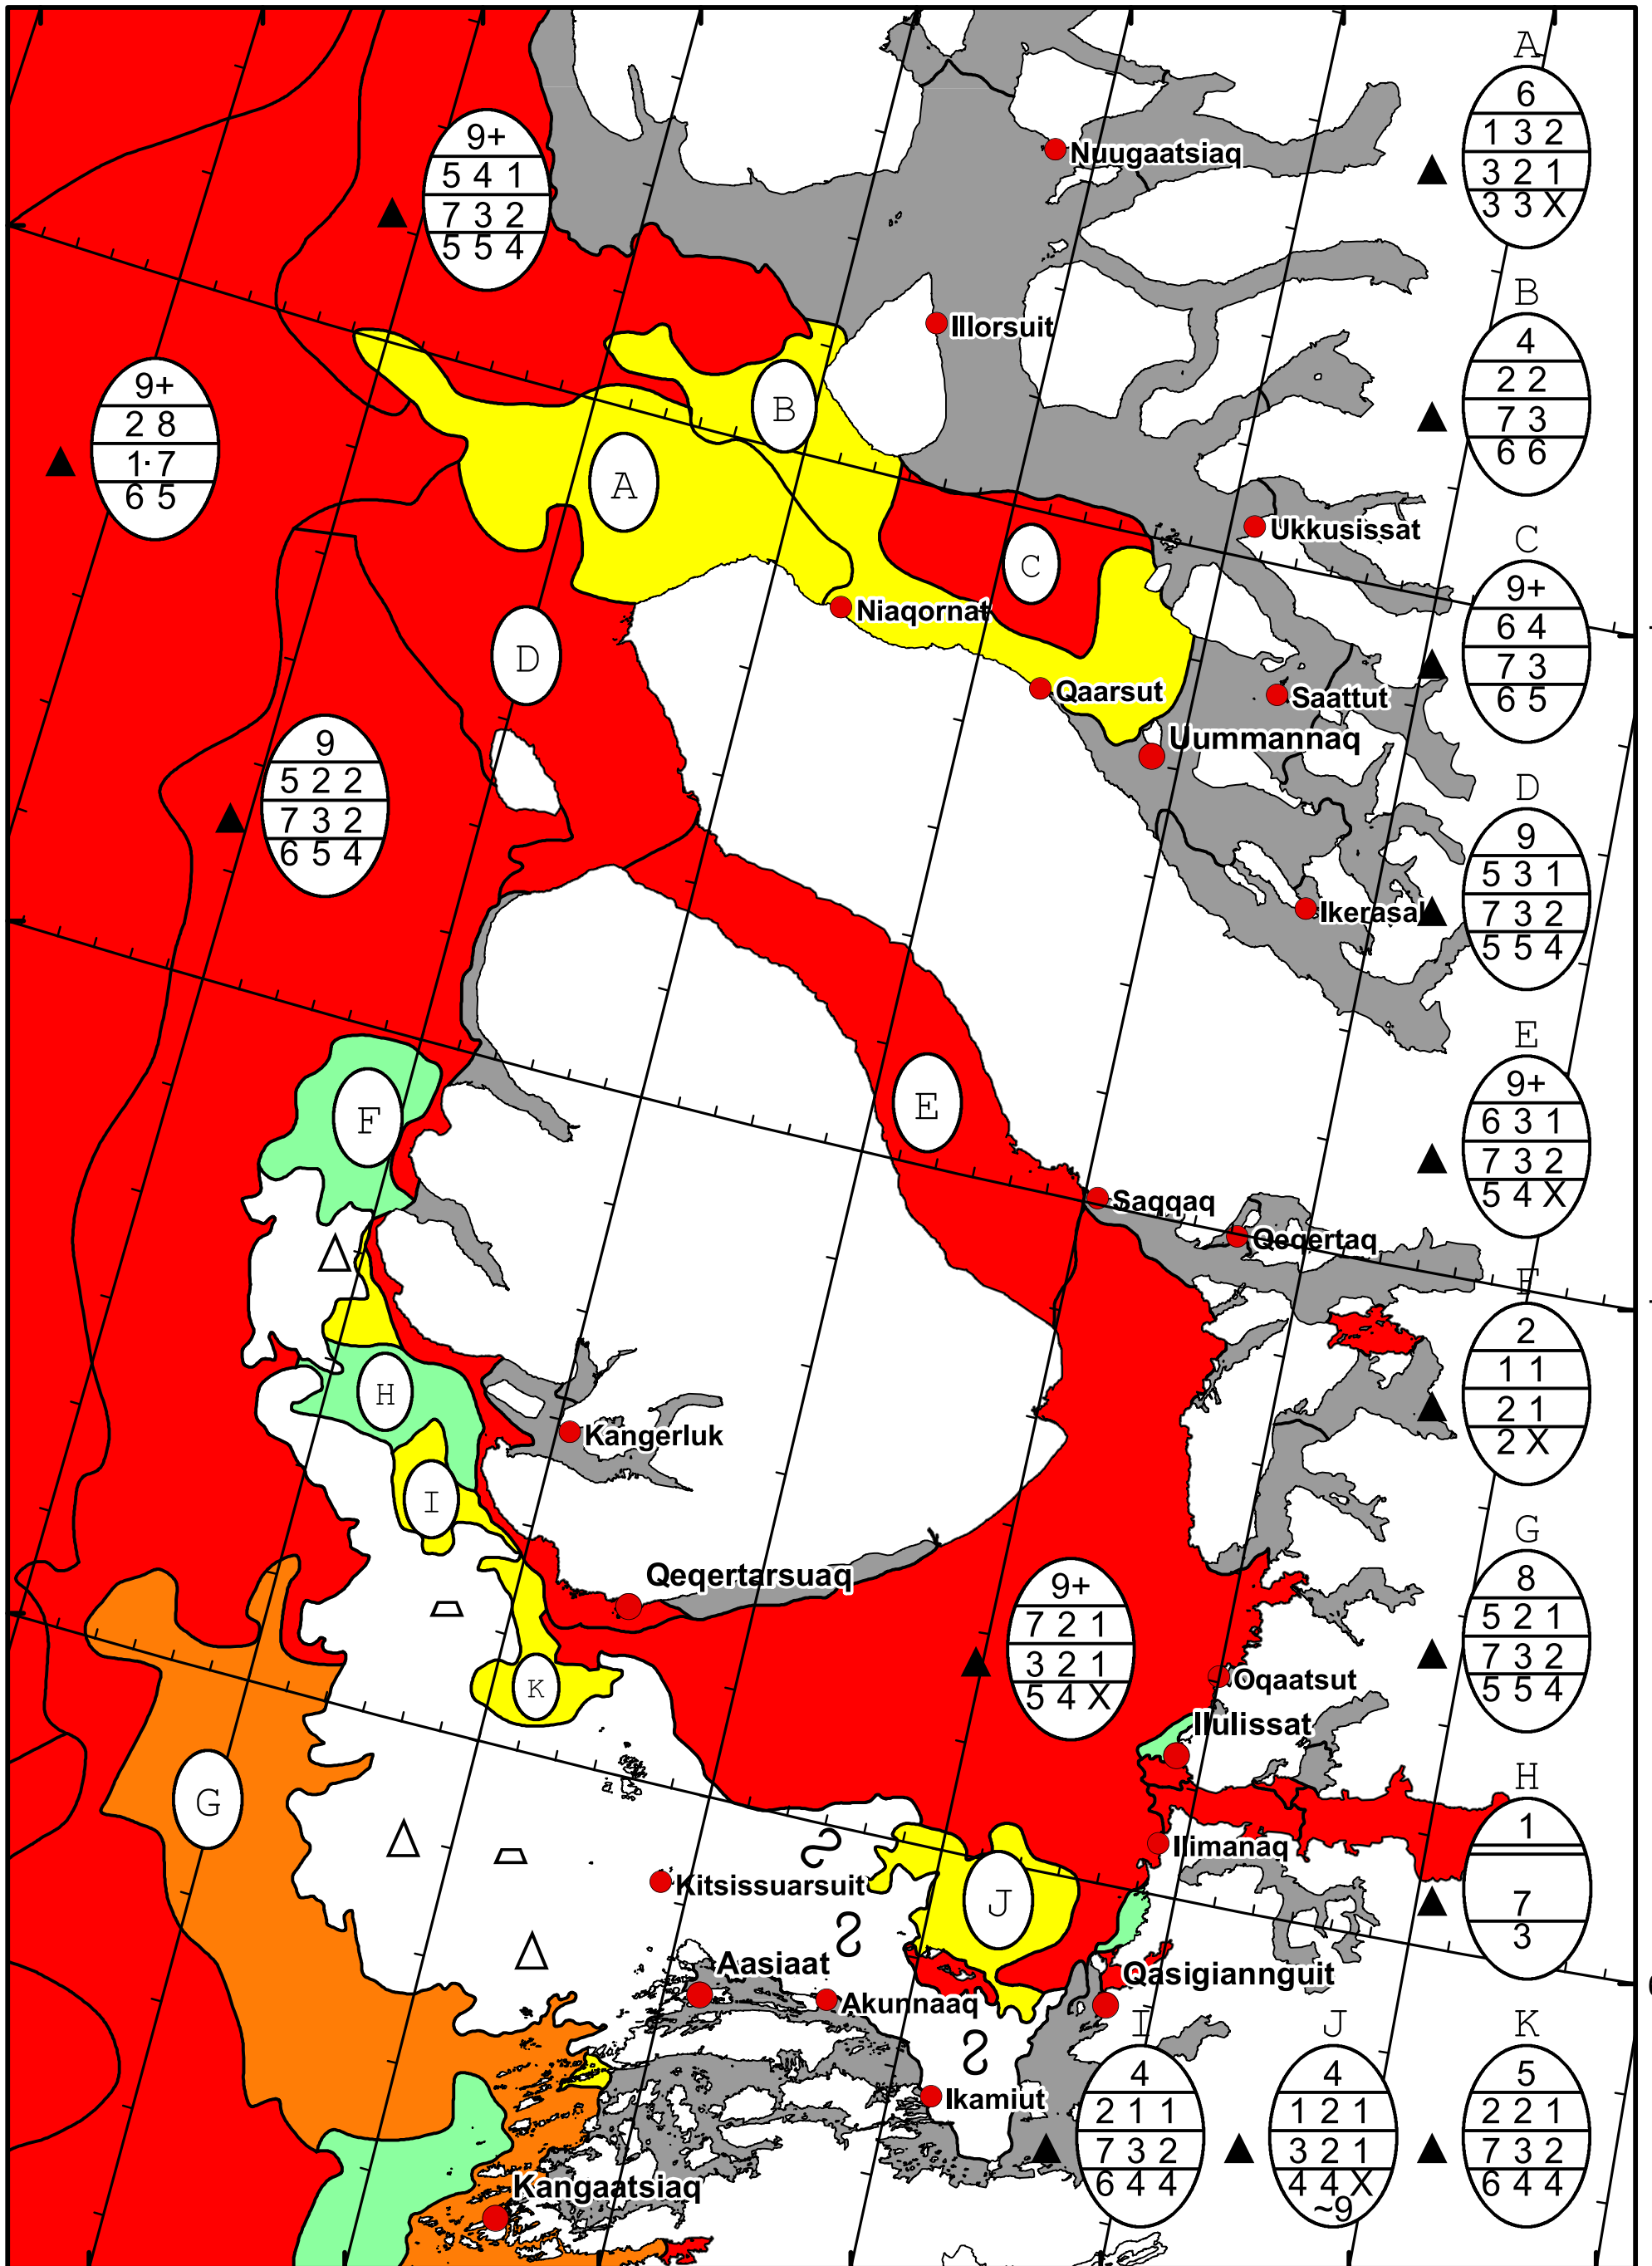 A
6
1 3 2
3 2 1
3 3 X
9+
5 4 1
7 3 2
5 5 4
Nuugaatsiaq
B
4
2 2
7 3
6 6
Illorsuit
9+
2 8
1· 7
6 5
B
A
Ukkusissat
C
9+
6 4
7 3
6 5
C
Niaqornat
D
Qaarsut
Saattut
Uummannaq
9
5 2 2
7 3 2
6 5 4
D
9
5 3 1
7 3 2
5 5 4
Ikerasak
E
9+
6 3 1
7 3 2
5 4 X
F
E
Saqqaq
Qeqertaq
F
2
1 1
2 1
2 X
H
Kangerluk
I
G
8
5 2 1
7 3 2
5 5 4
Qeqertarsuaq
9+
7 2 1
3 2 1
5 4 X
K
Oqaatsut
Ilulissat
G
H
1
7
3
Ilimanaq
Kitsissuarsuit
J
Aasiaat
Akunnaaq
Qasigiannguit
I
4
2 1 1
7 3 2
6 4 4
J
4
1 2 1
3 2 1
4 4 X
~9
K
5
2 2 1
7 3 2
6 4 4
Ikamiut
Kangaatsiaq